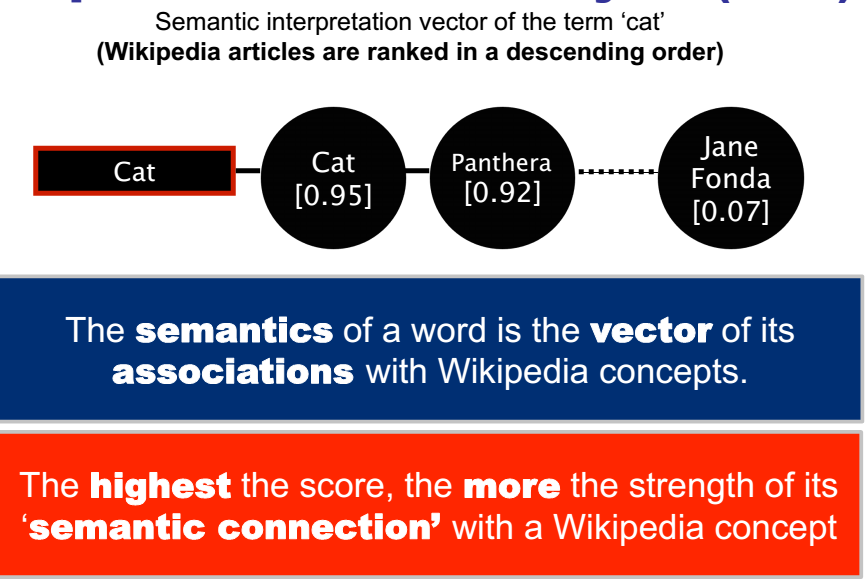 Semantic interpretation vector of the term ‘cat’
(Wikipedia articles are ranked in a descending order)
Cat
Cat
[0.95]
Panthera
[0.92]
Jane
Fonda
[0.07]
The semantics of a word is the vector of its
associations with Wikipedia concepts.
The highest the score, the more the strength of its
‘semantic connection’ with a Wikipedia concept